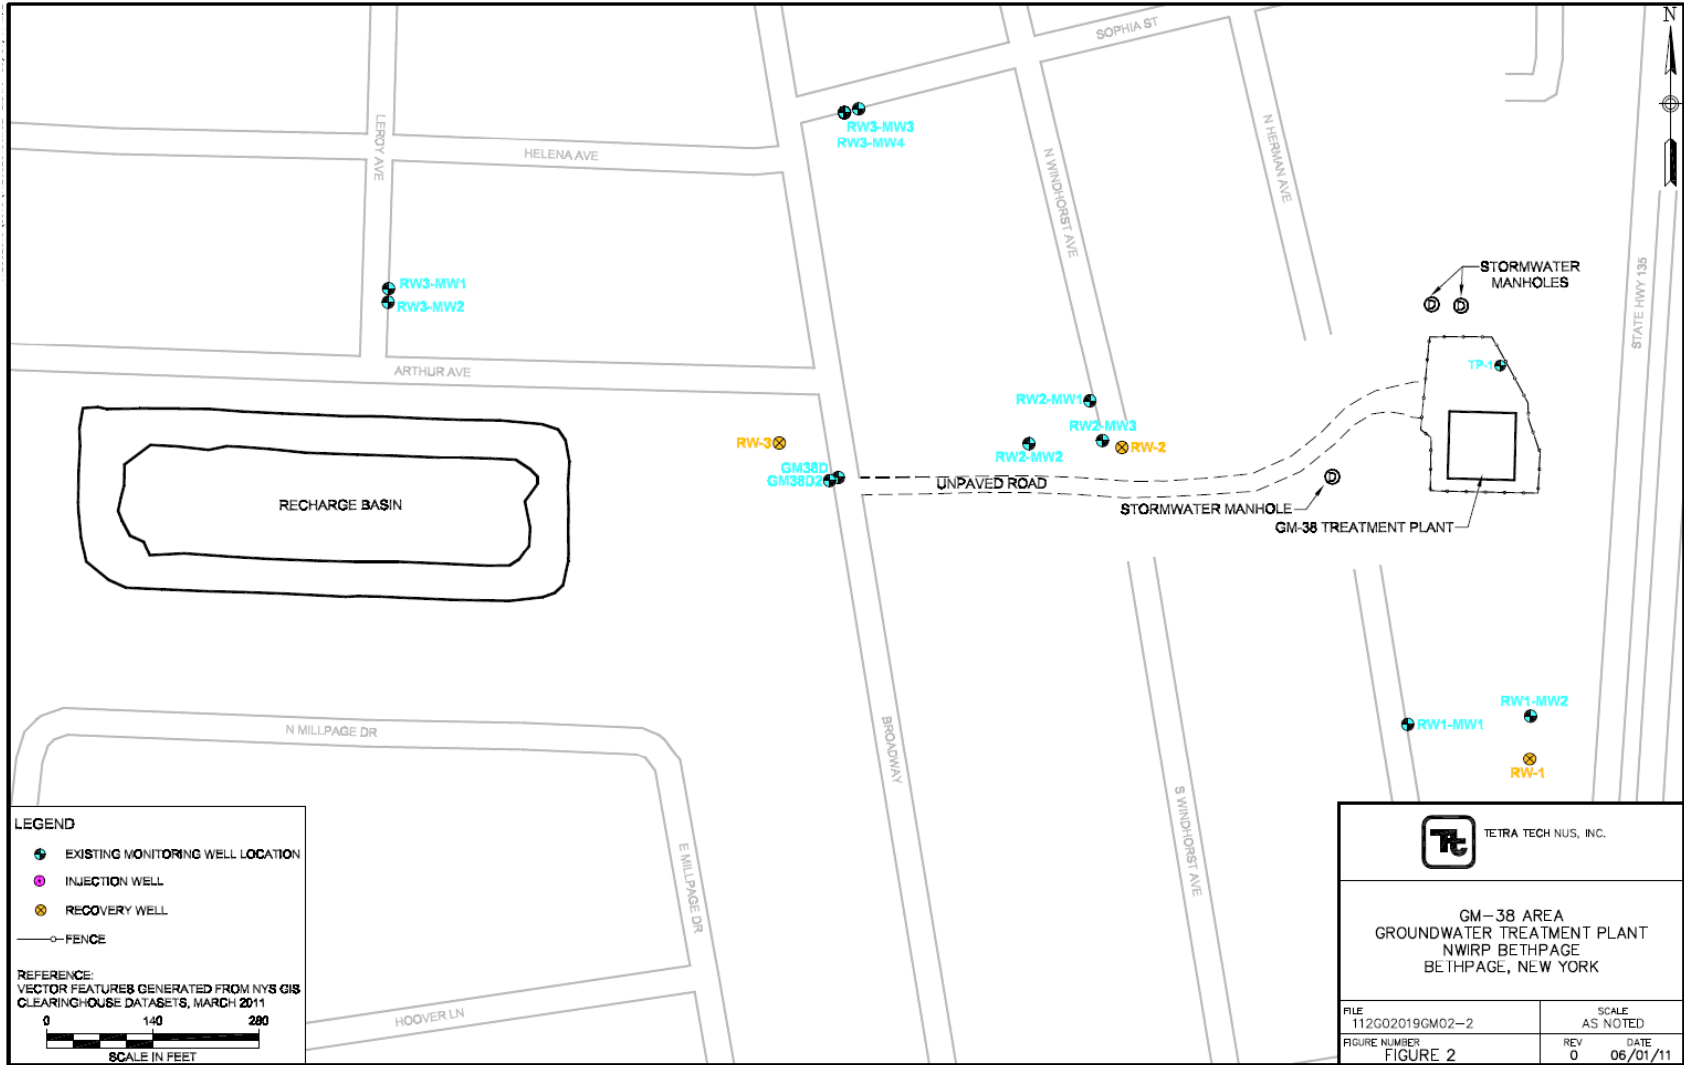 N
SOPHIA ST
LEROY AVE
HELENA AVE
RW3-MW3
RW3-MW4
N WINDHORST AVE
N HERMAN AVE
STATE HWY 135
STORMWATER
MANHOLES
D
D
RW3-MW1
RW3-MW2
ARTHUR AVE
TP-1
RW2-MW1
RW2-MW3
RW-3
RW2-MW2
RW-2
GM38D
GM38D2
UNPAVED ROAD
D
RECHARGE BASIN
STORMWATER MANHOLE
GM-38 TREATMENT PLANT
N MILLPAGE DR
BROADWAY
RW1-MW2
RW1-MW1
RW-1
S WINDHORST AVE
E MILLPAGE DR
HOOVER LN
LEGEND
EXISTING MONITORING WELL LOCATION
INJECTION WELL
RECOVERY WELL
FENCE
REFERENCE:
VECTOR FEATURES GENERATED FROM NYS GIS
CLEARINGHOUSE DATASETS, MARCH 2011
0 140 280
SCALE IN FEET
Tt
TETRA TECH NUS, INC.
GM-38 AREA
GROUNDWATER TREATMENT PLANT
NWIRP BETHPAGE
BETHPAGE, NEW YORK
FILE
112G02019GM02-2
SCALE
AS NOTED
FIGURE NUMBER
FIGURE 2
REV
0
DATE
06/01/11